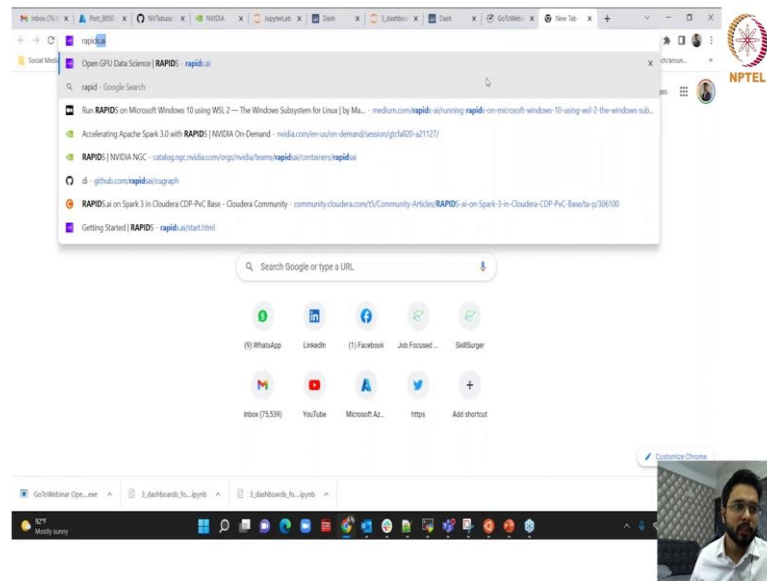 Inbox (76,
Port_8050
NVTabular
NVIDIA
JupyterLab
Dash
3_dashboar
Dash
GoToWebin
New Tab
rapids.ai
Social Media
Open GPU Data Science | RAPIDS - rapids.ai
rapid - Google Search
Run RAPIDS on Microsoft Windows 10 using WSL 2 — The Windows Subsystem for Linux | by Ma... - medium.com/rapids-ai/running-rapids-on-microsoft-windows-10-using-wsl-2-the-windows-sub...
Accelerating Apache Spark 3.0 with RAPIDS | NVIDIA On-Demand - nvidia.com/en-us/on-demand/session/gtcfall20-a21127/
RAPIDS | NVIDIA NGC - catalog.ngc.nvidia.com/orgs/nvidia/teams/rapidsai/containers/rapidsai
di - github.com/rapidsai/cugraph
RAPIDS.ai on Spark 3 in Cloudera CDP-PvC Base - Cloudera Community - community.cloudera.com/t5/Community-Articles/RAPIDS-ai-on-Spark-3-in-Cloudera-CDP-PvC-Base/ta-p/306100
Getting Started | RAPIDS - rapids.ai/start.html
NPTEL
Search Google or type a URL
(9) WhatsApp
LinkedIn
(1) Facebook
Job Focused ...
SkillSurger
Inbox (75,539)
YouTube
Microsoft Az...
https
Add shortcut
Customize Chrome
GoToWebinar Ope....exe
3_dashboards_fo...ipynb
3_dashboards_fo...ipynb
92°F
Mostly sunny